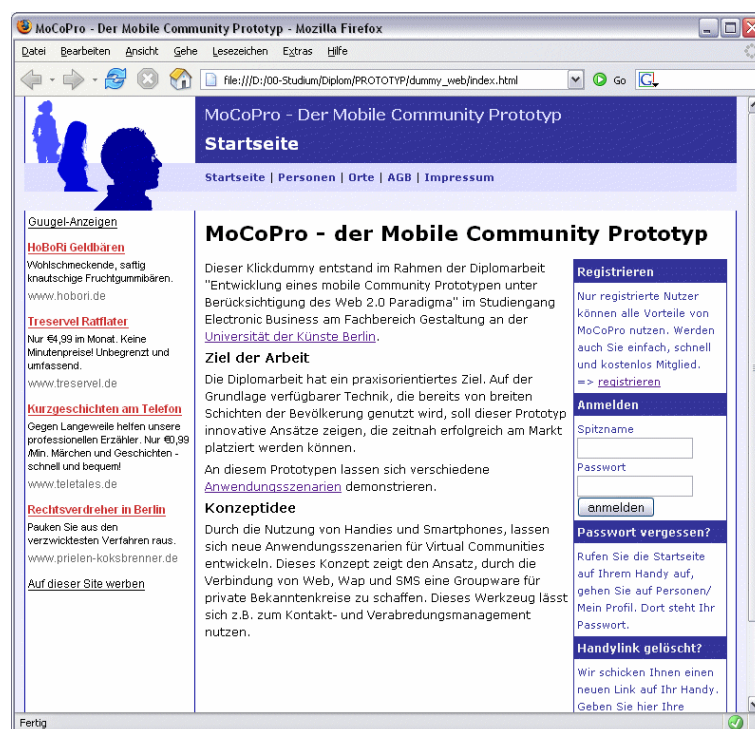 MoCoPro - Der Mobile Community Prototyp - Mozilla Firefox
Datei Bearbeiten Ansicht Gehe Lesezeichen Extras Hilfe
file:///D:/00-Studium/Diplom/PROTOTYP/dummy_web/index.html
Go
G
MoCoPro - Der Mobile Community Prototyp
Startseite
Startseite | Personen | Orte | AGB | Impressum
Guugel-Anzeigen
HoBoRi Geldbären
Wohlschmeckende, saftig
knautschige Fruchtgummibären.
www.hobori.de
Treservel Ratflater
Nur €4,99 im Monat. Keine
Minutenpreise! Unbegrenzt und
umfassend.
www.treservel.de
Kurzgeschichten am Telefon
Gegen Langeweile helfen unsere
professionellen Erzähler. Nur €0,99
/Min. Märchen und Geschichten -
schnell und bequem!
www.teletales.de
Rechtsverdreher in Berlin
Pauken Sie aus den
verzwicktesten Verfahren raus.
www.prielen-koksbrenner.de
Auf dieser Site werben
MoCoPro - der Mobile Community Prototyp
Dieser Klickdummy entstand im Rahmen der Diplomarbeit
"Entwicklung eines mobile Community Prototypen unter
Berücksichtigung des Web 2.0 Paradigma" im Studiengang
Electronic Business am Fachbereich Gestaltung an der
Universität der Künste Berlin.
Ziel der Arbeit
Die Diplomarbeit hat ein praxisorientiertes Ziel. Auf der
Grundlage verfügbarer Technik, die bereits von breiten
Schichten der Bevölkerung genutzt wird, soll dieser Prototyp
innovative Ansätze zeigen, die zeitnah erfolgreich am Markt
platziert werden können.
An diesem Prototypen lassen sich verschiedene
Anwendungsszenarien demonstrieren.
Konzeptidee
Durch die Nutzung von Handies und Smartphones, lassen
sich neue Anwendungsszenarien für Virtual Communities
entwickeln. Dieses Konzept zeigt den Ansatz, durch die
Verbindung von Web, Wap und SMS eine Groupware für
private Bekanntenkreise zu schaffen. Dieses Werkzeug lässt
sich z.B. zum Kontakt- und Verabredungsmanagement
nutzen.
Registrieren
Nur registrierte Nutzer
können alle Vorteile von
MoCoPro nutzen. Werden
auch Sie einfach, schnell
und kostenlos Mitglied.
=> registrieren
Anmelden
Spitzname
Passwort
anmelden
Passwort vergessen?
Rufen Sie die Startseite
auf Ihrem Handy auf,
gehen Sie auf Personen/
Mein Profil. Dort steht Ihr
Passwort.
Handylink gelöscht?
Wir schicken Ihnen einen
neuen Link auf Ihr Handy.
Geben Sie hier Ihre
Fertig